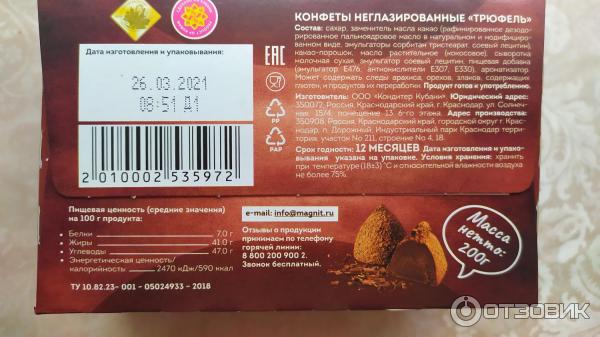 КОНФЕТЫ НЕГЛАЗИРОВАННЫЕ «ТРЮФЕЛЬ»
Состав: сахар, заменитель масла какао (рафинированное дезодо-
рированное пальмоядровое масло в натуральном и модифициро-
ванном виде, эмульгаторы сорбитан тристеарат, соевый лецитин),
какао-порошок, масло растительное (кокосовое), сыворотка
молочная сухая, эмульгатор соевый лецитин, пищевая добавка
(эмульгатор Е476, антиокислители Е307, Е330), ароматизатор.
Может содержать следы арахиса, орехов, злаков, содержащих
глютен, и продуктов их переработки. Продукт готов к употреблению.
Изготовитель: ООО «Кондитер Кубани». Юридический адрес:
350072, Россия, Краснодарский край, г. Краснодар, ул. Солнеч-
ная, 15/4, помещение 13 6-го этажа. Адрес производства:
350908, Россия, Краснодарский край, городской округ г. Красно-
дар, п. Дорожный, Индустриальный парк Краснодар терри-
тория, участок No 211, строение No 4, 18.
Срок годности: 12 МЕСЯЦЕВ. Дата изготовления и упако-
вывания указана на упаковке. Условия хранения: хранить
при температуре (18±3)°С и относительной влажности воздуха
не более 75%.
Дата изготовления и упаковывания:
26.03.2021
08:51 Д1
2 010002 535972
EAC
PP
PAP
Пищевая ценность (средние значения)
на 100 г продукта:
Белки 7.0 г
Жиры 41.0 г
Углеводы 47.0 г
Энергетическая ценность/
калорийность 2470 кДж/590 ккал
ТУ 10.82.23- 001 - 05024933 - 2018
e-mail: info@magnit.ru
Отзывы о продукции
принимаем по телефону
горячей линии:
8 800 200 900 2.
Звонок бесплатный.
Масса
нетто:
200г
ОТЗОВИК